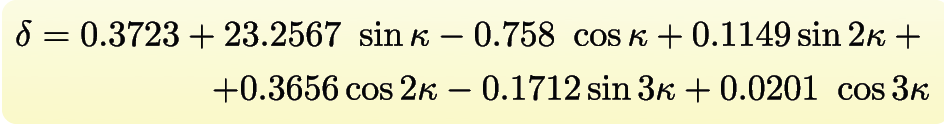 δ = 0.3723 + 23.2567 sin κ − 0.758 cos κ + 0.1149 sin 2κ +
+0.3656 cos 2κ − 0.1712 sin 3κ + 0.0201 cos 3κ